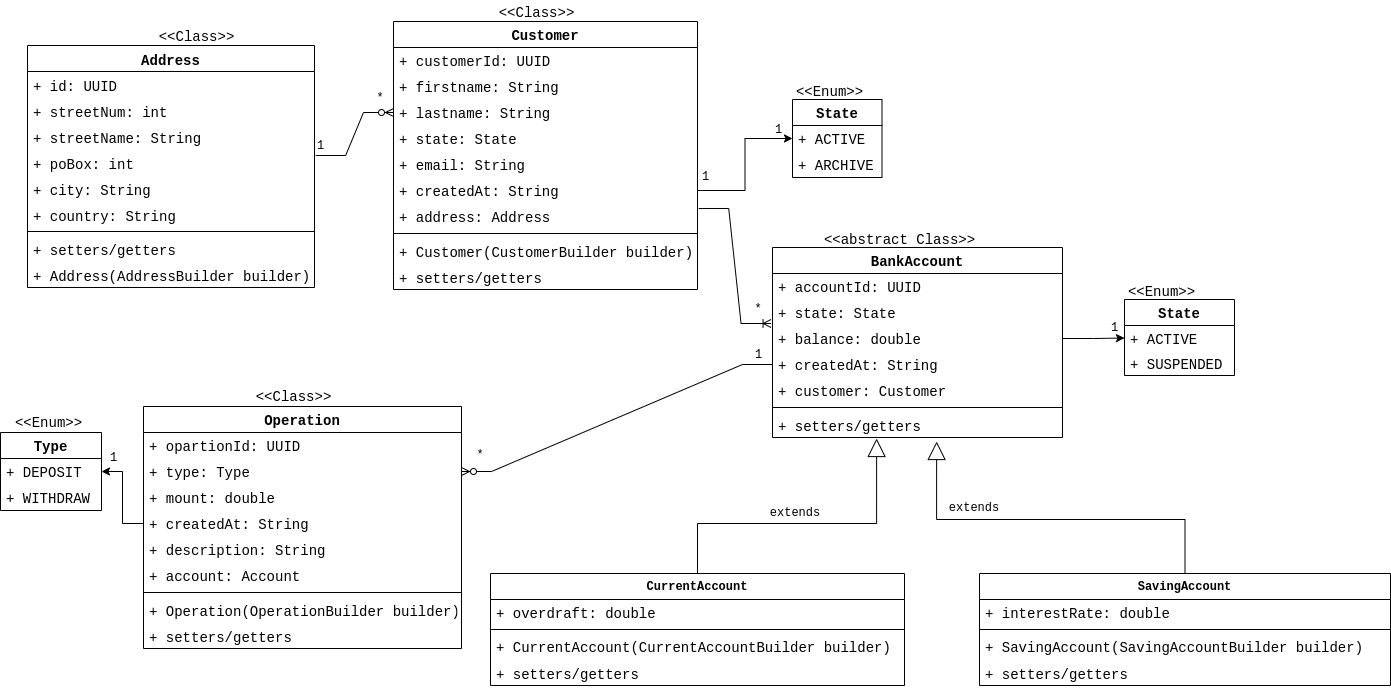 <<Class>>
Address
+ id: UUID
+ streetNum: int
+ streetName: String
+ poBox: int
+ city: String
+ country: String
+ setters/getters
+ Address(AddressBuilder builder)
1
*
<<Class>>
Customer
+ customerId: UUID
+ firstname: String
+ lastname: String
+ state: State
+ email: String
+ createdAt: String
+ address: Address
+ Customer(CustomerBuilder builder)
+ setters/getters
1
1
<<Enum>>
State
+ ACTIVE
+ ARCHIVE
*
<<abstract Class>>
BankAccount
+ accountId: UUID
+ state: State
+ balance: double
+ createdAt: String
+ customer: Customer
+ setters/getters
1
<<Enum>>
State
+ ACTIVE
+ SUSPENDED
1
*
<<Enum>>
Type
+ DEPOSIT
+ WITHDRAW
1
<<Class>>
Operation
+ opartionId: UUID
+ type: Type
+ mount: double
+ createdAt: String
+ description: String
+ account: Account
+ Operation(OperationBuilder builder)
+ setters/getters
extends
extends
CurrentAccount
+ overdraft: double
+ CurrentAccount(CurrentAccountBuilder builder)
+ setters/getters
SavingAccount
+ interestRate: double
+ SavingAccount(SavingAccountBuilder builder)
+ setters/getters